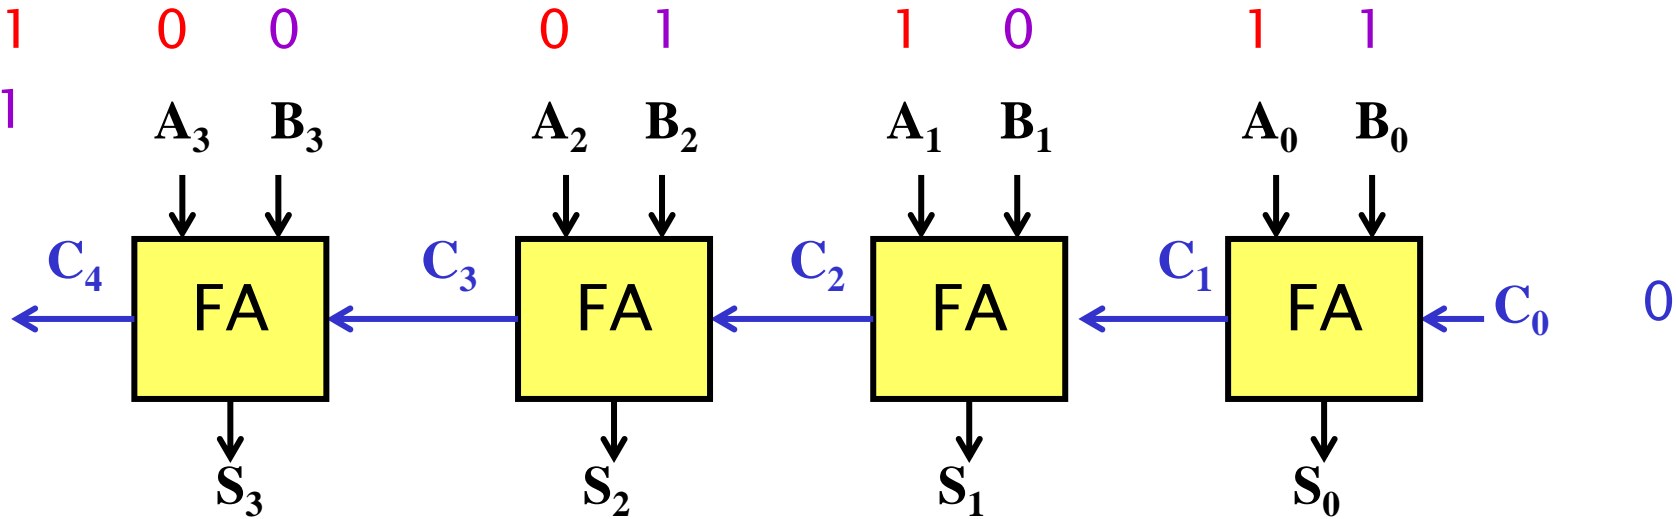 1 0 0 0 1 1 0 1 1
1
A3 B3 A2 B2 A1 B1 A0 B0
C4 FA C3 FA C2 FA C1 FA C0 0
S3 S2 S1 S0